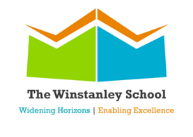 The Winstanley School
Widening Horizons | Enabling Excellence